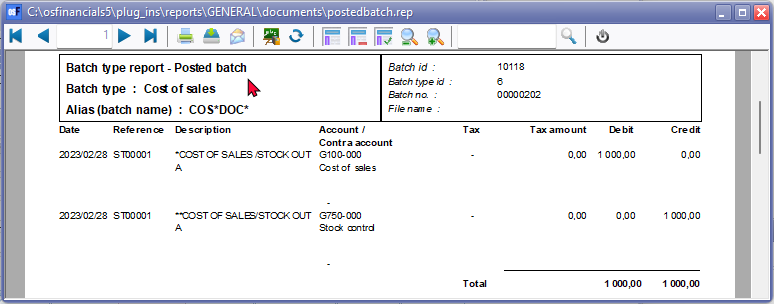 C:\osfinancials5\plug_ins\reports\GENERAL\documents\postedbatch.rep
1
Batch type report - Posted batch
Batch type : Cost of sales
Alias (batch name) : COS*DOC*
Batch id : 10118
Batch type id : 6
Batch no. : 00000202
File name :
Date Reference Description Account / Tax Tax amount Debit Credit
Contra account
2023/02/28 ST00001 *COST OF SALES /STOCK OUT G100-000 - 0,00 1 000,00 0,00
A Cost of sales
-
2023/02/28 ST00001 **COST OF SALES/STOCK OUT G750-000 - 0,00 0,00 1 000,00
A Stock control
-
Total 1 000,00 1 000,00